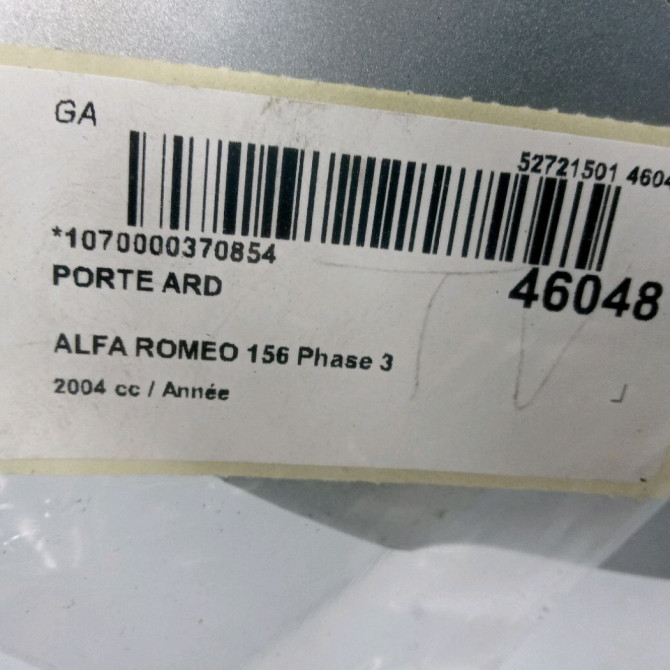 GA
52721501 4604
*1070000370854
46048
PORTE ARD
ALFA ROMEO 156 Phase 3
2004 cc / Année